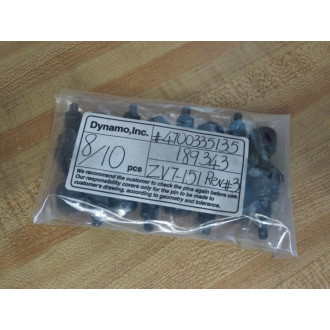 Dynamo,Inc.
#4700335135
189343
8/10 pcs
ZV7-151 Rev#3
We recommend the customer to check the pins again before use.
Our responsibility covers only for the pin to be made to
customer's drawing, according to geometry and tolerance.